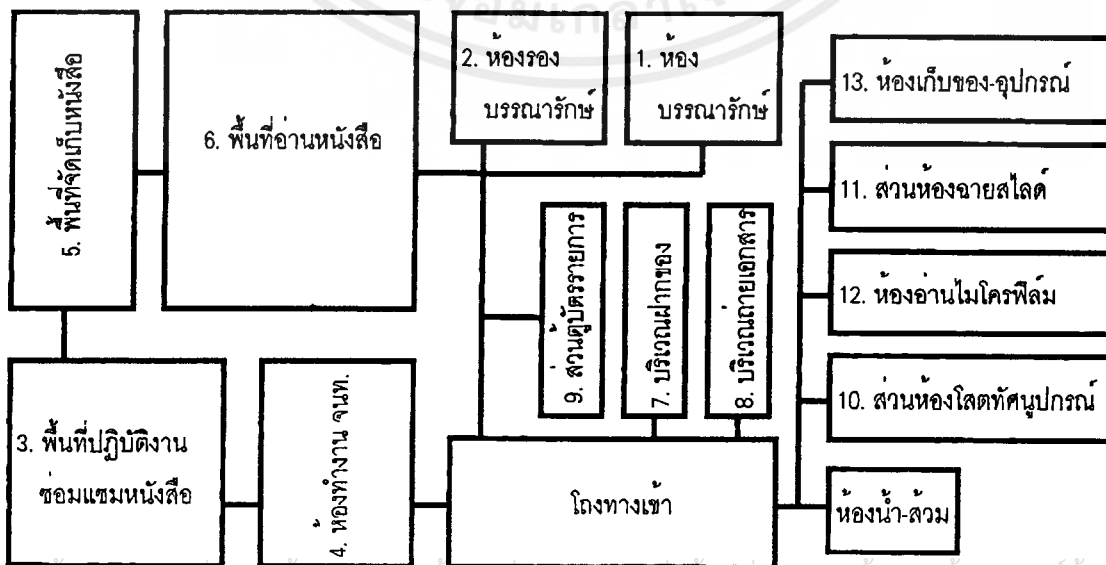 2. ห้องรอง
บรรณารักษ์
1. ห้อง
บรรณารักษ์
5. พื้นที่จัดเก็บหนังสือ
6. พื้นที่อ่านหนังสือ
13. ห้องเก็บของ-อุปกรณ์
11. ส่วนห้องฉายสไลด์
12. ห้องอ่านไมโครฟิล์ม
10. ส่วนห้องโสตทัศนูปกรณ์
9. ส่วนตู้บัตรรายการ
7. บริเวณฝากของ
8. บริเวณถ่ายเอกสาร
3. พื้นที่ปฏิบัติงาน
ซ่อมแซมหนังสือ
4. ห้องทำงาน จนท.
โถงทางเข้า
ห้องน้ำ-ส้วม